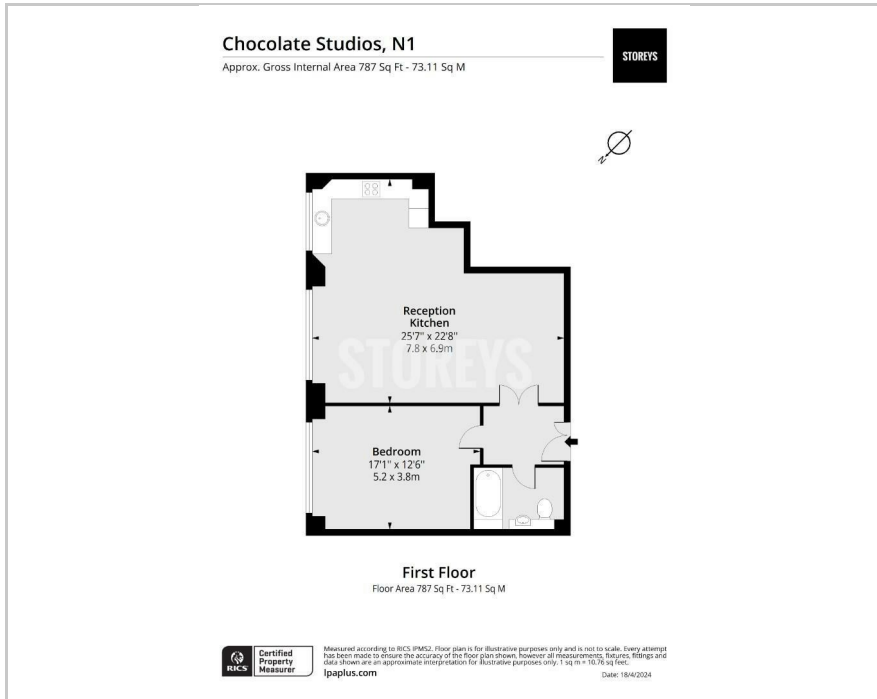 Chocolate Studios, N1
Approx. Gross Internal Area 787 Sq Ft - 73.11 Sq M
STOREYS
N
Reception
Kitchen
25'7" x 22'8"
7.8 x 6.9m
STOREYS
Bedroom
17'1" x 12'6"
5.2 x 3.8m
First Floor
Floor Area 787 Sq Ft - 73.11 Sq M
RICS
Certified
Property
Measurer
Measured according to RICS IPMS2. Floor plan is for illustrative purposes only and is not to scale. Every attempt
has been made to ensure the accuracy of the floor plan shown, however all measurements, fixtures, fittings and
data shown are an approximate interpretation for illustrative purposes only. 1 sq m = 10.76 sq feet.
lpaplus.com
Date: 18/4/2024